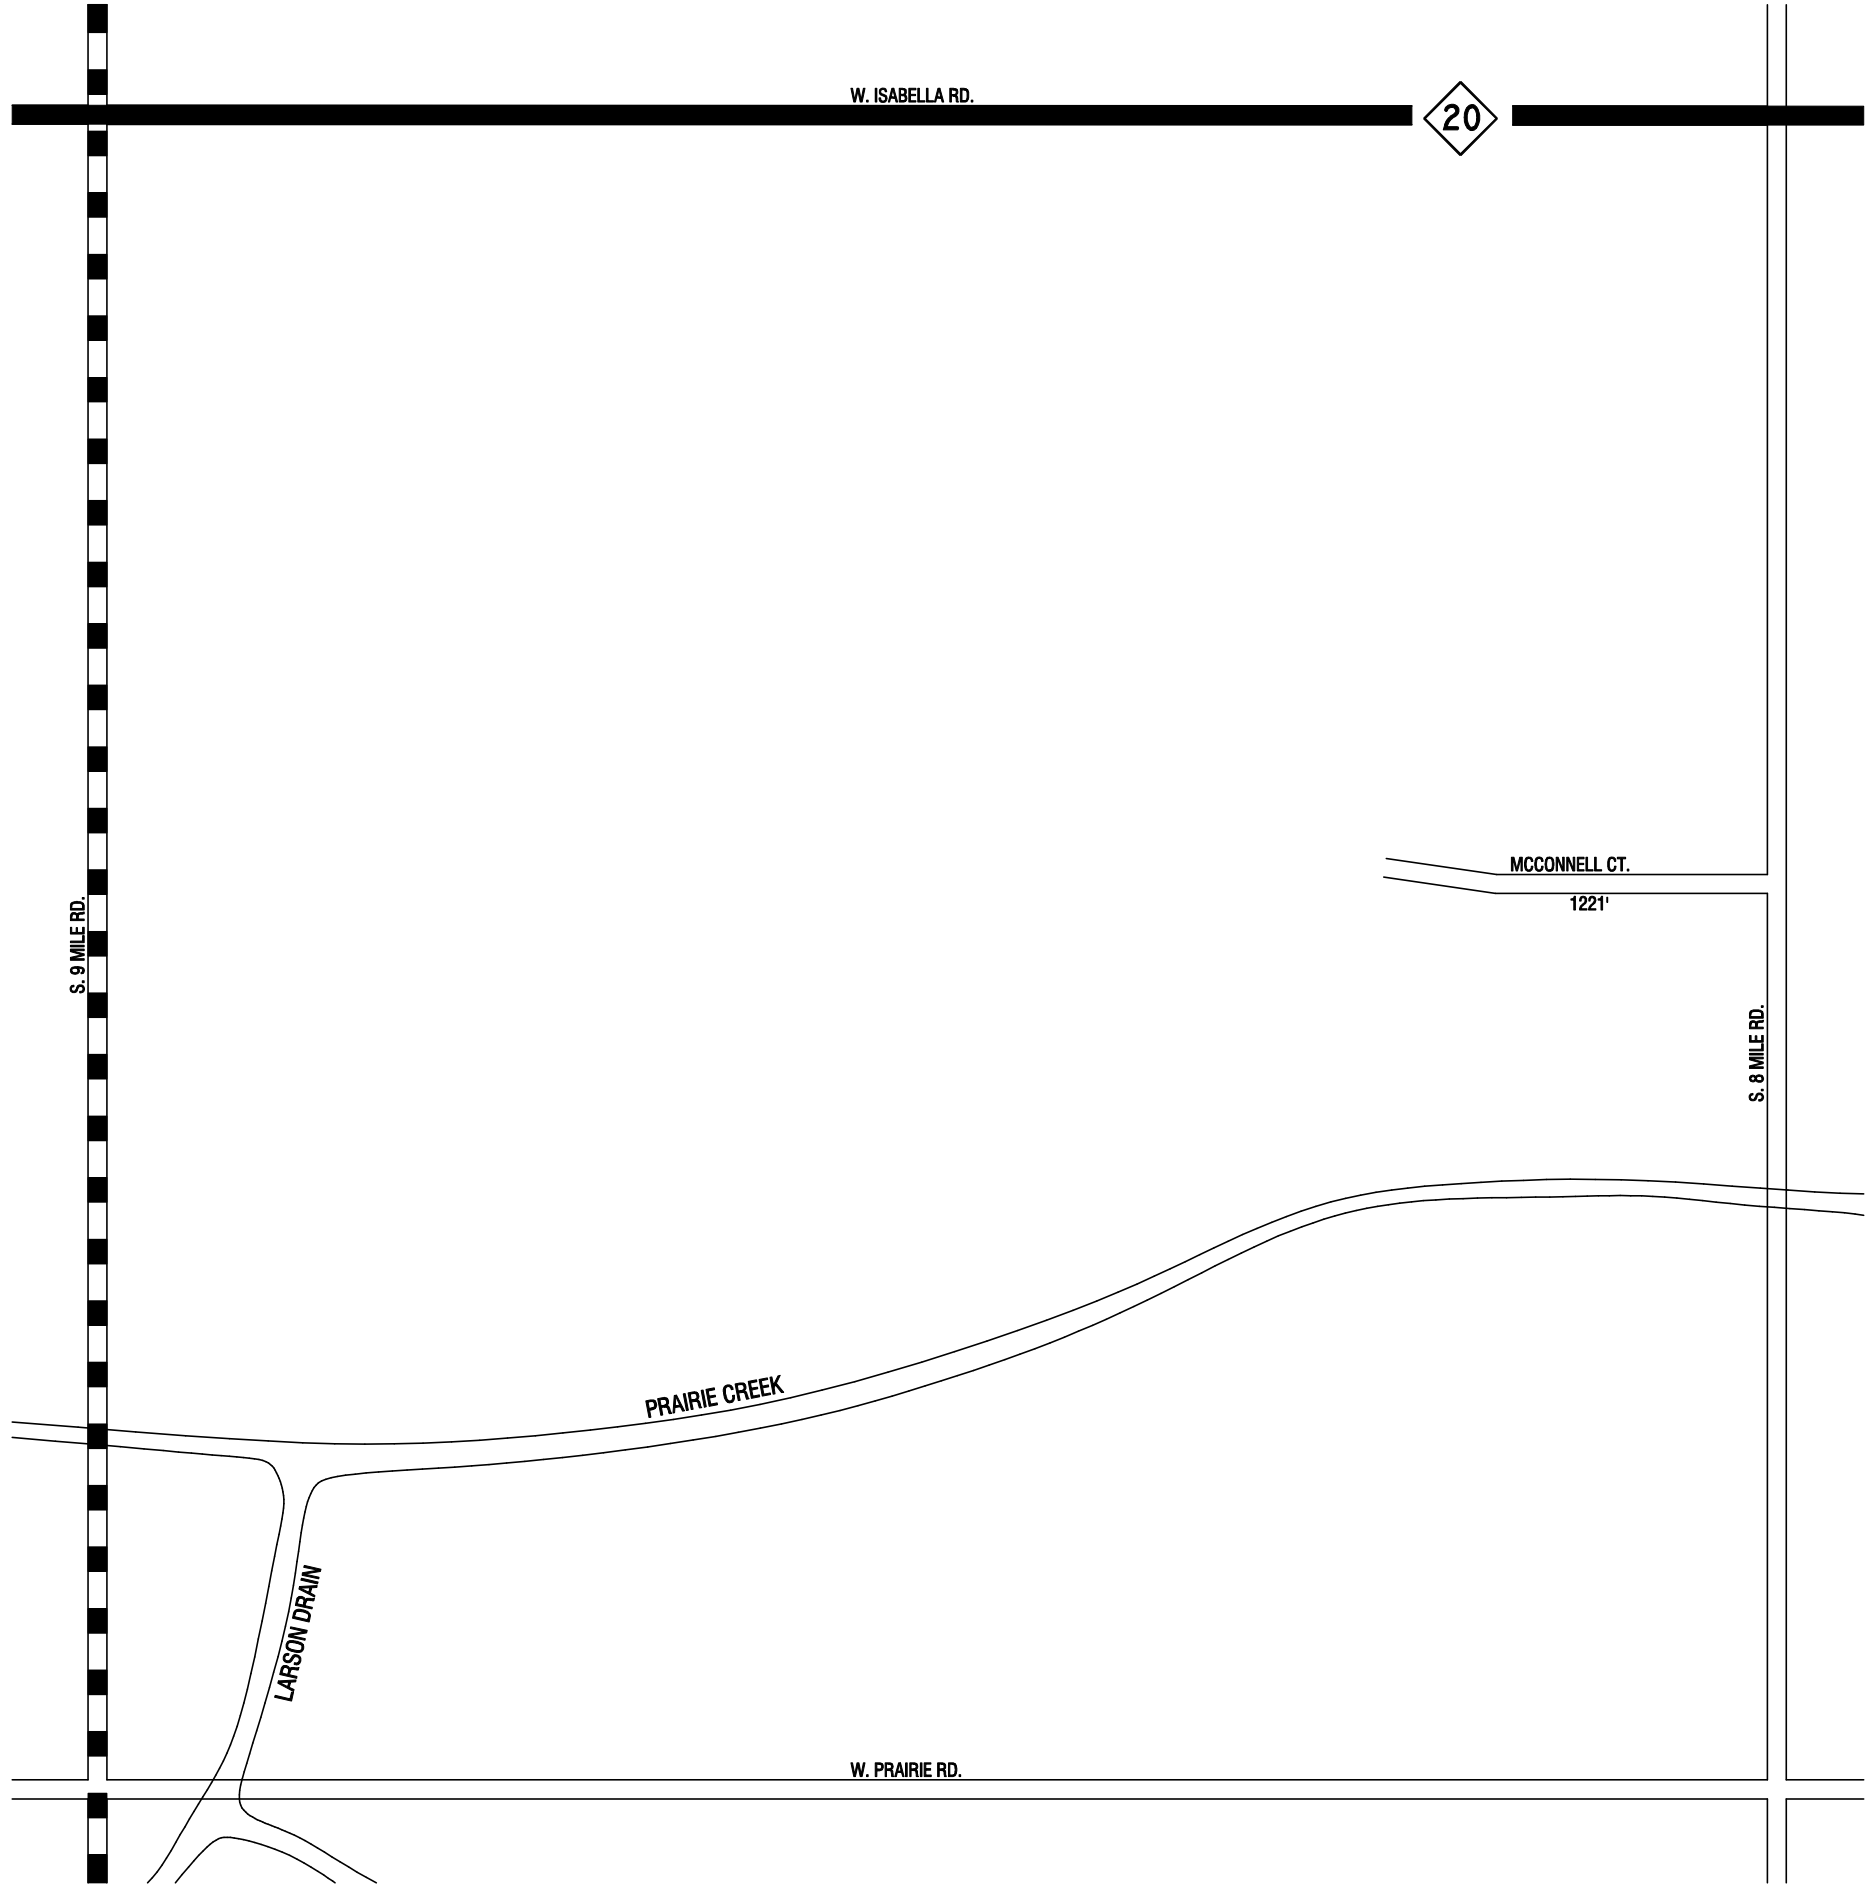 W. ISABELLA RD.
20
MCCONNELL CT.
1221'
S. 9 MILE RD.
S. 8 MILE RD.
PRAIRIE CREEK
LARSON DRAIN
W. PRAIRIE RD.